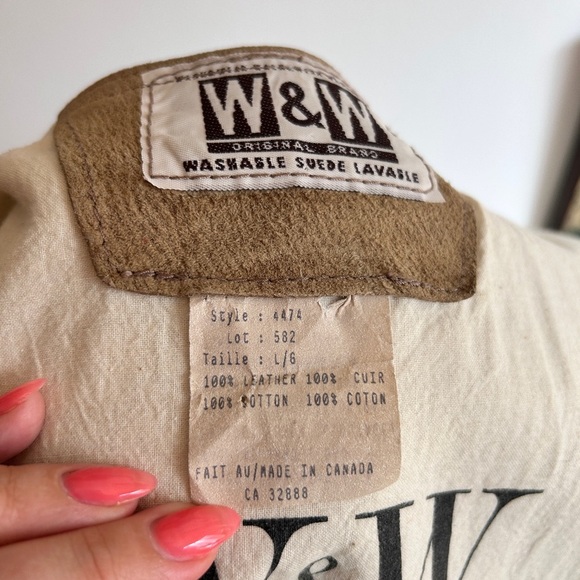 W&W
ORIGINAL BRAND
WASHABLE SUEDE LAVABLE
Style : 4474
Lot : 582
Taille : L/G
100% LEATHER 100% CUIR
100% COTTON 100% COTON
FAIT AU/MADE IN CANADA
CA 32888
W e W